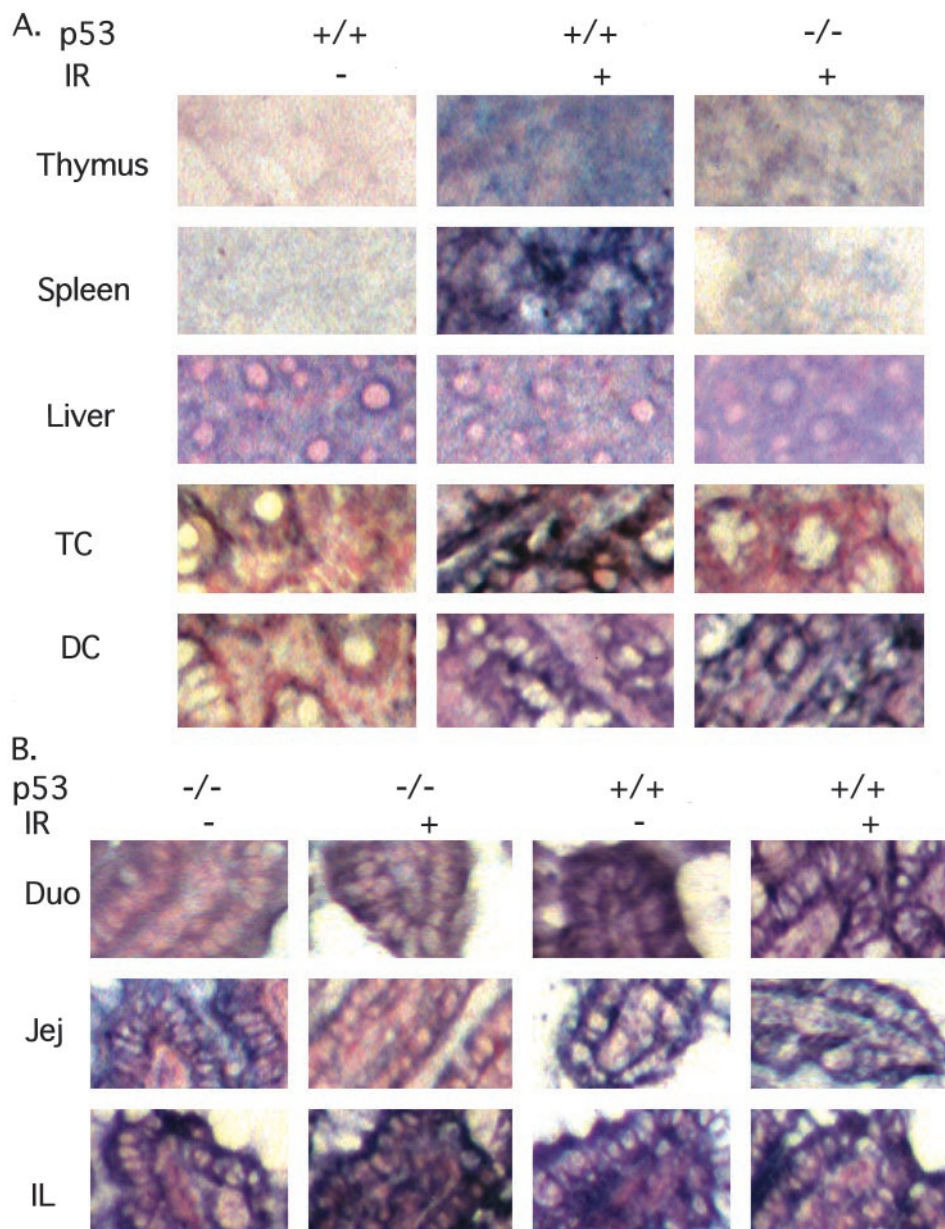 A. p53 +/+ +/+ -/-
IR - + +
Thymus
Spleen
Liver
TC
DC
B.
p53 -/- -/- +/+ +/+
IR - + - +
Duo
Jej
IL